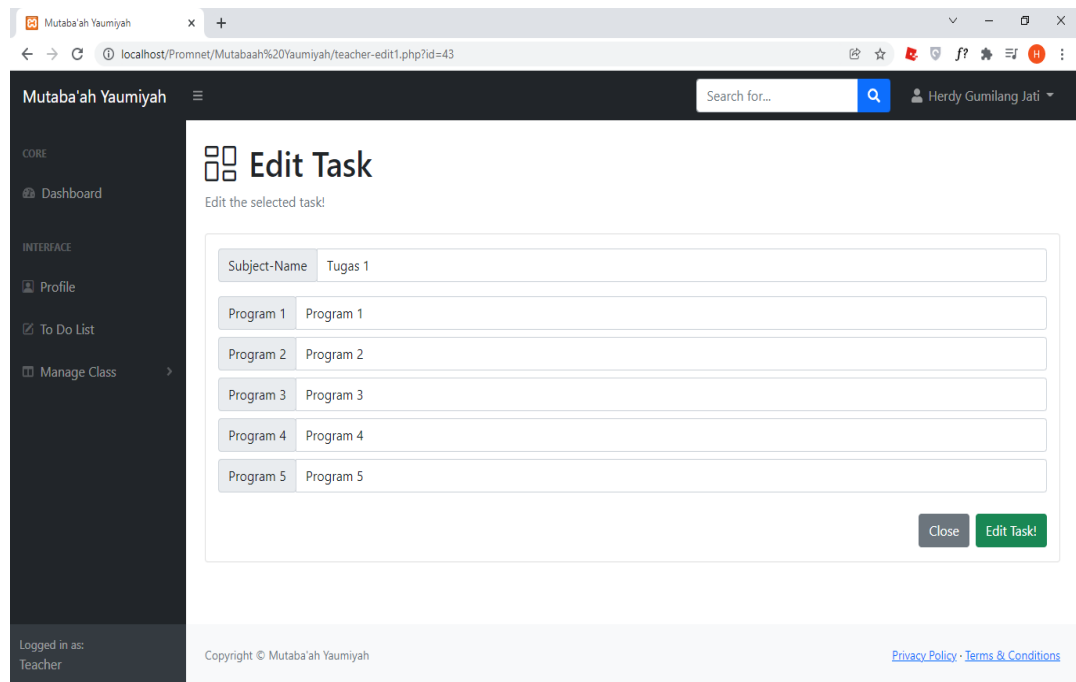 Mutaba'ah Yaumiyah
localhost/Promnet/Mutabaah%20Yaumiyah/teacher-edit1.php?id=43
f?
H
Mutaba'ah Yaumiyah
Search for...
Herdy Gumilang Jati
CORE
Dashboard
INTERFACE
Profile
To Do List
Manage Class
Edit Task
Edit the selected task!
Subject-Name Tugas 1
Program 1 Program 1
Program 2 Program 2
Program 3 Program 3
Program 4 Program 4
Program 5 Program 5
Close Edit Task!
Logged in as:
Teacher
Copyright © Mutaba'ah Yaumiyah
Privacy Policy · Terms & Conditions